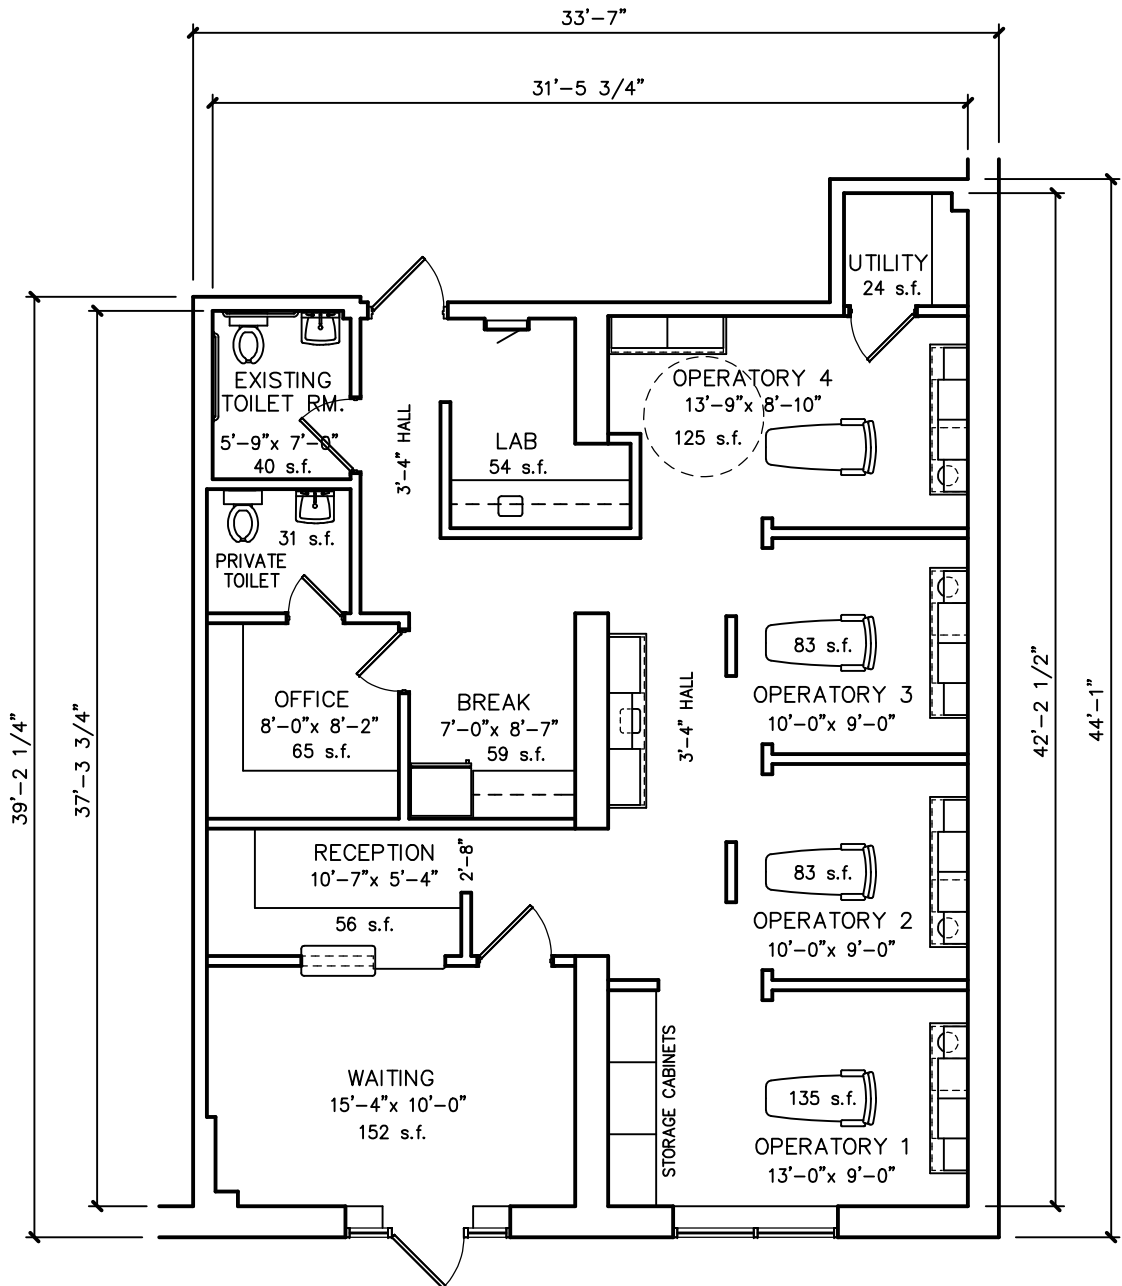 33'-7"
31'-5 3/4"
UTILITY
24 s.f.
EXISTING
TOILET RM.
5'-9"x 7'-0"
40 s.f.
3'-4" HALL
LAB
54 s.f.
OPERATORY 4
13'-9"x 8'-10"
125 s.f.
31 s.f.
PRIVATE
TOILET
OFFICE
8'-0"x 8'-2"
65 s.f.
BREAK
7'-0"x 8'-7"
59 s.f.
3'-4" HALL
83 s.f.
OPERATORY 3
10'-0"x 9'-0"
39'-2 1/4"
37'-3 3/4"
42'-2 1/2"
44'-1"
RECEPTION
10'-7"x 5'-4"
2'-8"
56 s.f.
83 s.f.
OPERATORY 2
10'-0"x 9'-0"
WAITING
15'-4"x 10'-0"
152 s.f.
STORAGE CABINETS
135 s.f.
OPERATORY 1
13'-0"x 9'-0"